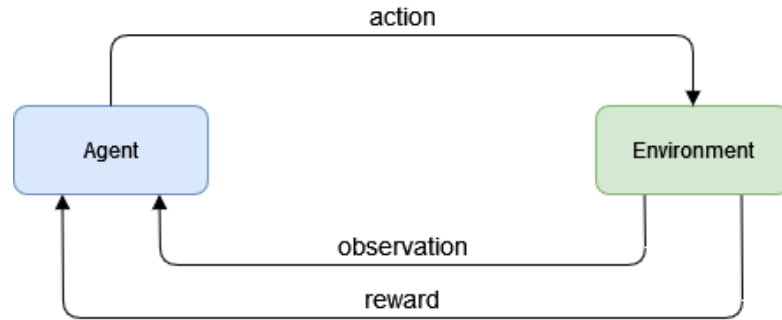 action
Agent
Environment
observation
reward